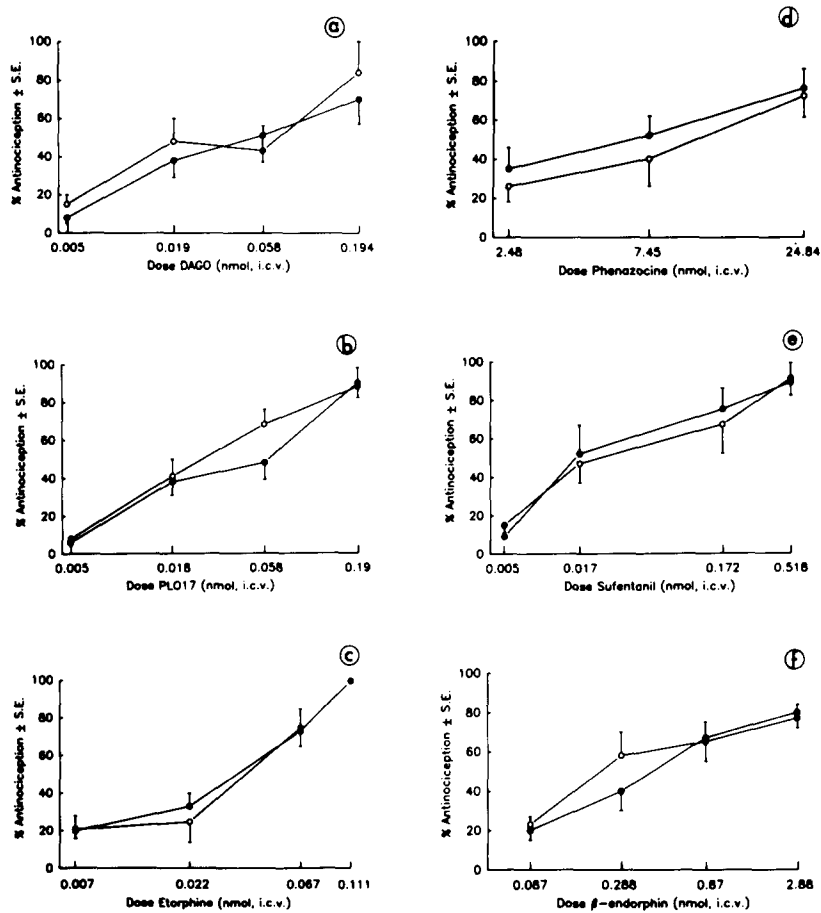 a
% Antinociception ± S.E.
100
80
60
40
20
0
0.005 0.019 0.058 0.194
Dose DAGO (nmol, i.c.v.)
d
% Antinociception ± S.E.
100
80
60
40
20
0
2.48 7.45 24.84
Dose Phenazocine (nmol, i.c.v.)
b
% Antinociception ± S.E.
100
80
60
40
20
0
0.005 0.018 0.058 0.19
Dose PL017 (nmol, i.c.v.)
e
% Antinociception ± S.E.
100
80
60
40
20
0
0.005 0.017 0.172 0.518
Dose Sufentanil (nmol, i.c.v.)
c
% Antinociception ± S.E.
100
80
60
40
20
0
0.007 0.022 0.067 0.111
Dose Etorphine (nmol, i.c.v.)
f
% Antinociception ± S.E.
100
80
60
40
20
0
0.087 0.288 0.87 2.88
Dose β-endorphin (nmol, i.c.v.)